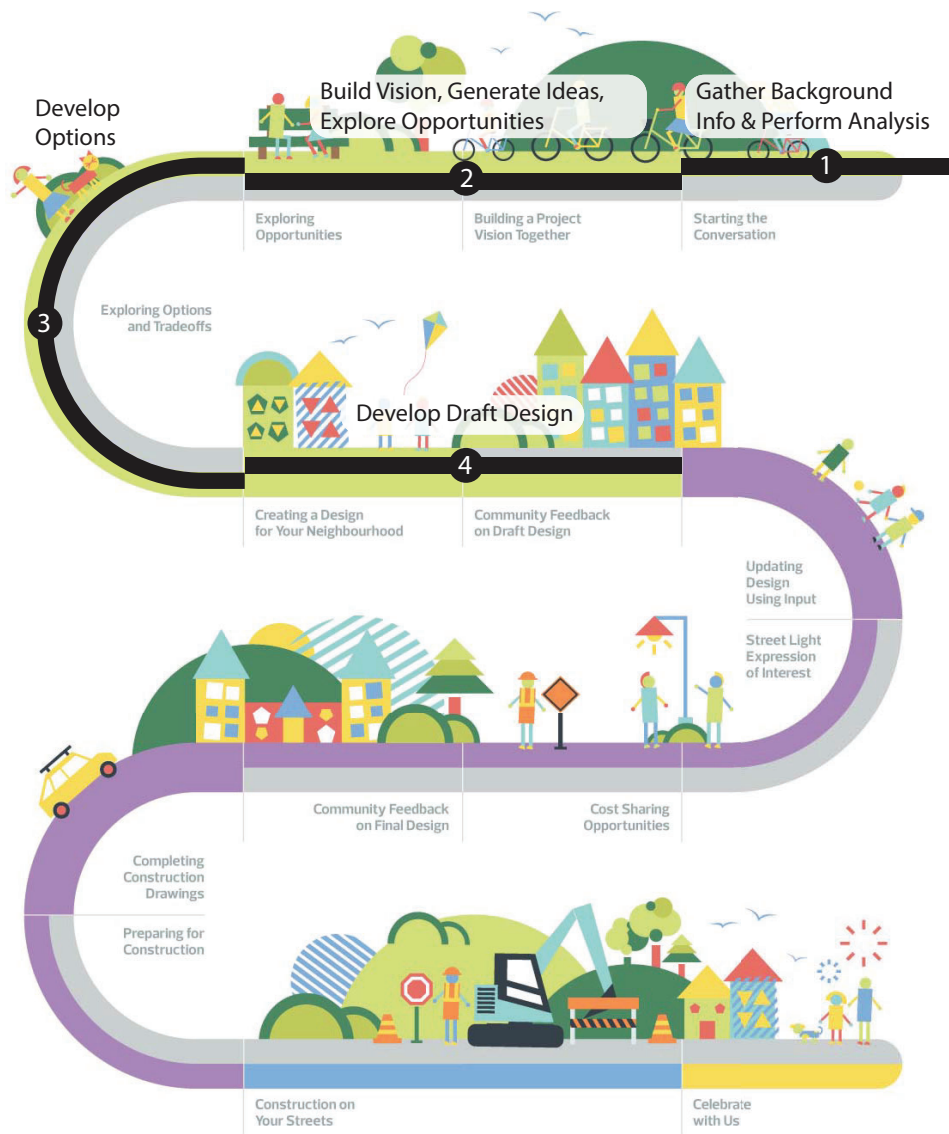 Develop
Options
Build Vision, Generate Ideas,
Explore Opportunities
Gather Background
Info & Perform Analysis
1
2
Exploring
Opportunities
Building a Project
Vision Together
Starting the
Conversation
3
Exploring Options
and Tradeoffs
Develop Draft Design
4
Creating a Design
for Your Neighbourhood
Community Feedback
on Draft Design
Updating
Design
Using Input
Street Light
Expression
of Interest
Community Feedback
on Final Design
Cost Sharing
Opportunities
Completing
Construction
Drawings
Preparing for
Construction
Construction on
Your Streets
Celebrate
with Us